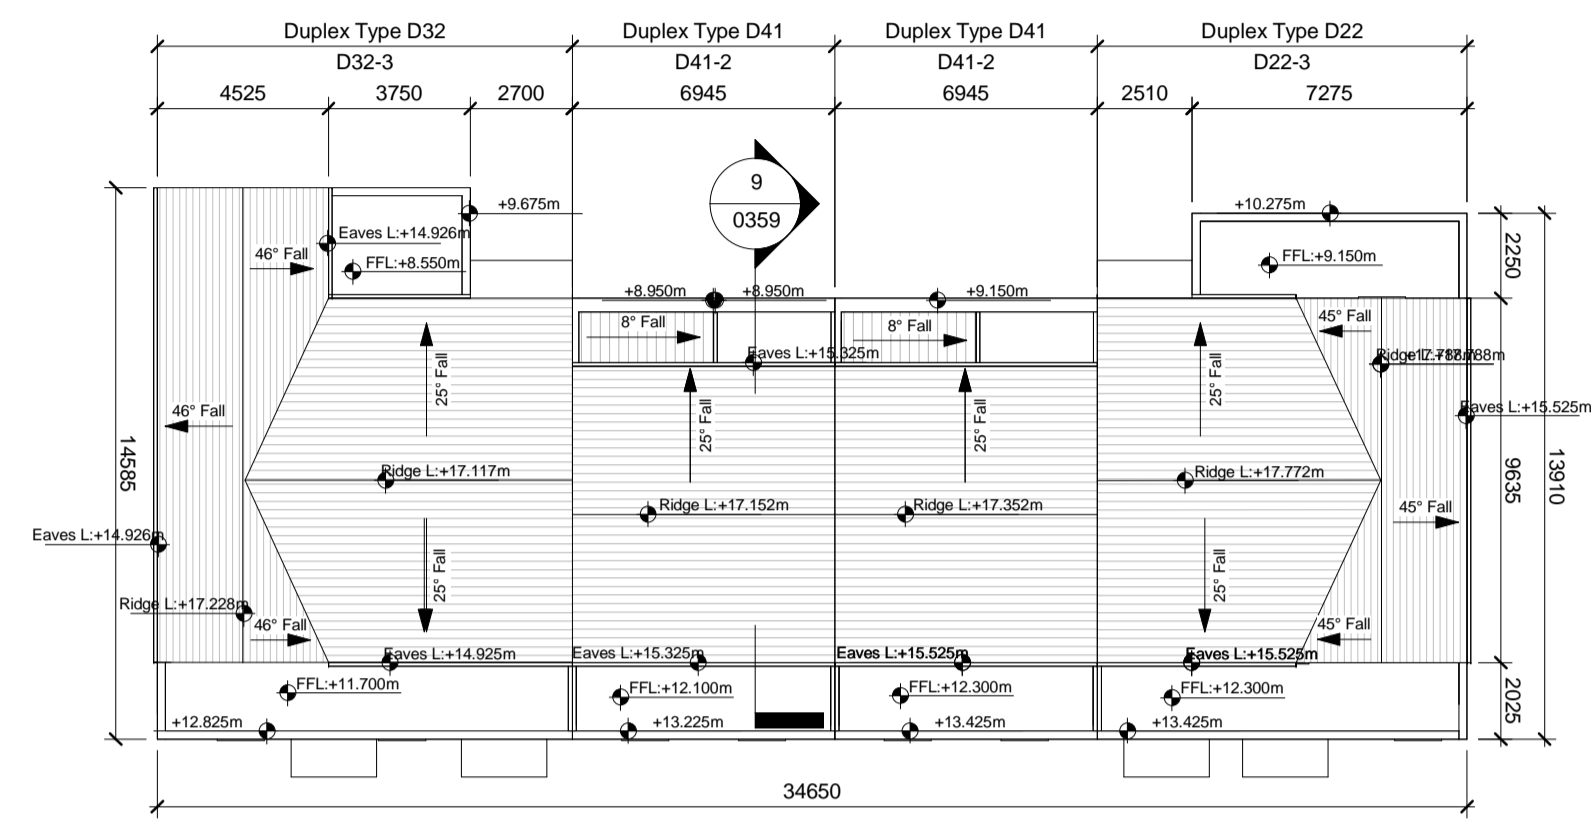 Duplex Type D32
Duplex Type D41
Duplex Type D41
Duplex Type D22
D32-3
D41-2
D41-2
D22-3
4525
3750
2700
6945
6945
2510
7275
9
0359
+9.675m
+10.275m
Eaves L:+14.926m
46° Fall
FFL:+8.550m
FFL:+9.150m
2250
+8.950m
+8.950m
+9.150m
8° Fall
8° Fall
45° Fall
Eaves L:+15.325m
25° Fall
25° Fall
25° Fall
25° Fall
46° Fall
Eaves L:+15.525m
14585
9635
13910
Ridge L:+17.117m
Ridge L:+17.772m
Ridge L:+17.152m
Ridge L:+17.352m
45° Fall
Eaves L:+14.926m
25° Fall
25° Fall
Ridge L:+17.228m
46° Fall
45° Fall
Eaves L:+14.925m
Eaves L:+15.325m
Eaves L:+15.525m
Eaves L:+15.525m
FFL:+11.700m
FFL:+12.100m
FFL:+12.300m
FFL:+12.300m
2025
+12.825m
+13.225m
+13.425m
+13.425m
34650